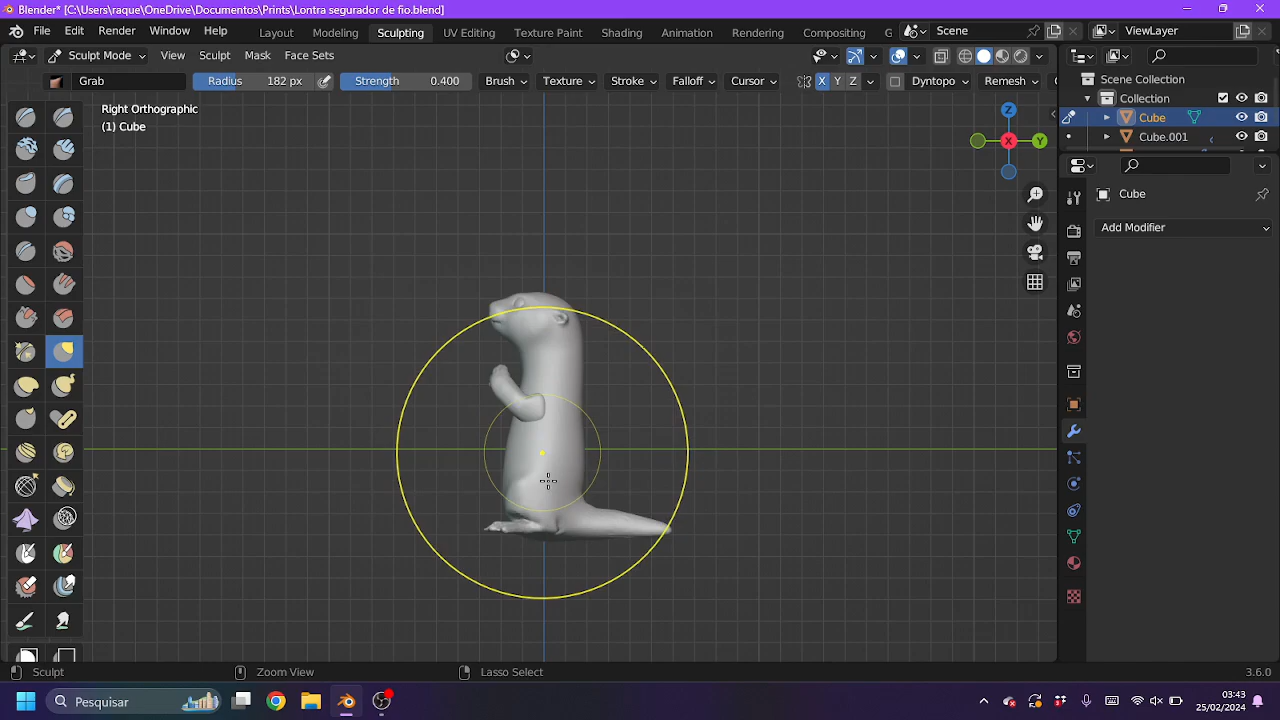 Blender* [C:\Users\raque\OneDrive\Documentos\Prints\Lontra segurador de fio.blend]
File Edit Render Window Help Layout Modeling Sculpting UV Editing Texture Paint Shading Animation Rendering Compositing G Scene ViewLayer
Sculpt Mode View Sculpt Mask Face Sets
Grab Radius 182 px Strength 0.400 Brush Texture Stroke Falloff Cursor X Y Z Dyntopo Remesh
Right Orthographic
(1) Cube
Z
X Y
Scene Collection
Collection
Cube
Cube.001
Cube
Add Modifier
Sculpt Zoom View Lasso Select 3.6.0
Pesquisar
03:43
25/02/2024